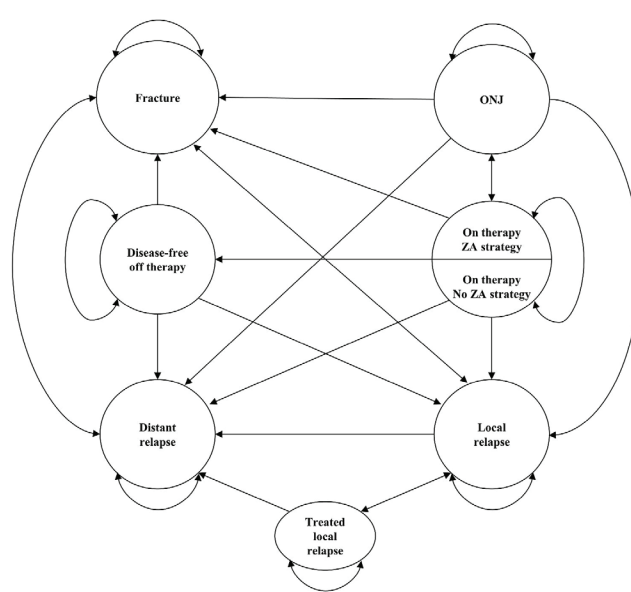 Fracture
ONJ
On therapy
ZA strategy
Disease-free
off therapy
On therapy
No ZA strategy
Distant
relapse
Local
relapse
Treated
local
relapse